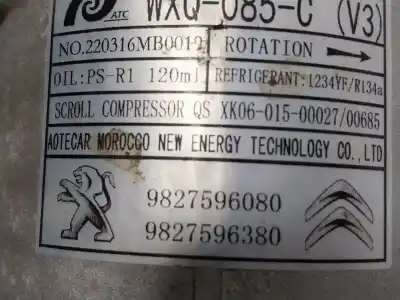 ATC WXQ-085-C (V3)
NO.220316MB0012 ROTATION
OIL:PS-R1 120ml REFRIGERANT:1234YF/R134a
SCROLL COMPRESSOR QS XK06-015-00027/00685
AOTECAR MOROCCO NEW ENERGY TECHNOLOGY CO., LTD
9827596080
9827596380